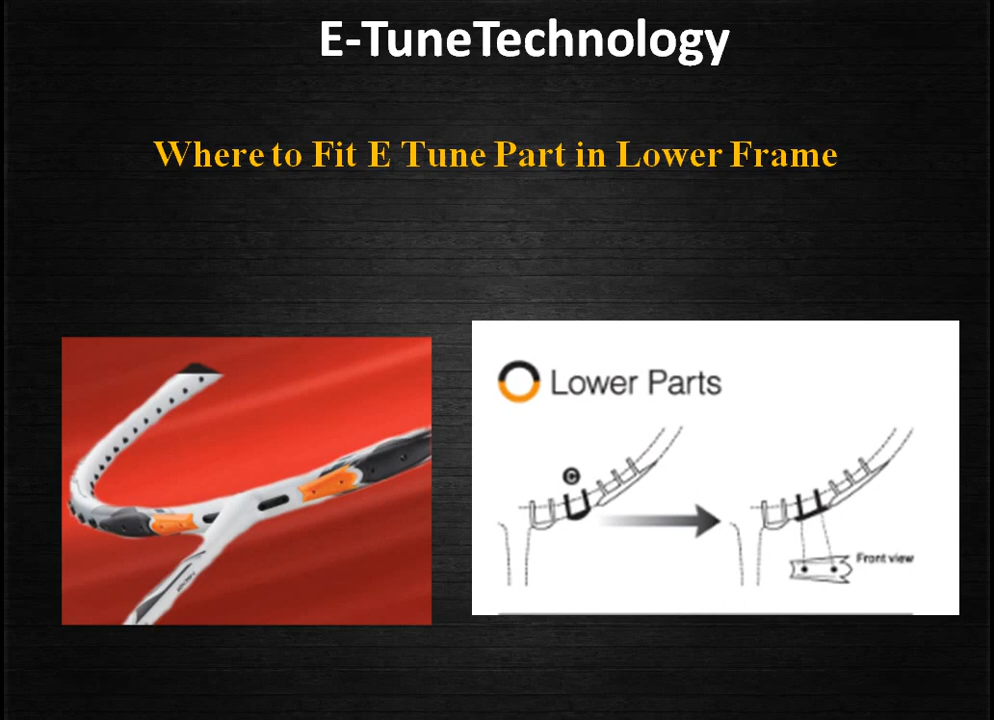 E-TuneTechnology
Where to Fit E Tune Part in Lower Frame
Lower Parts
C
Front view